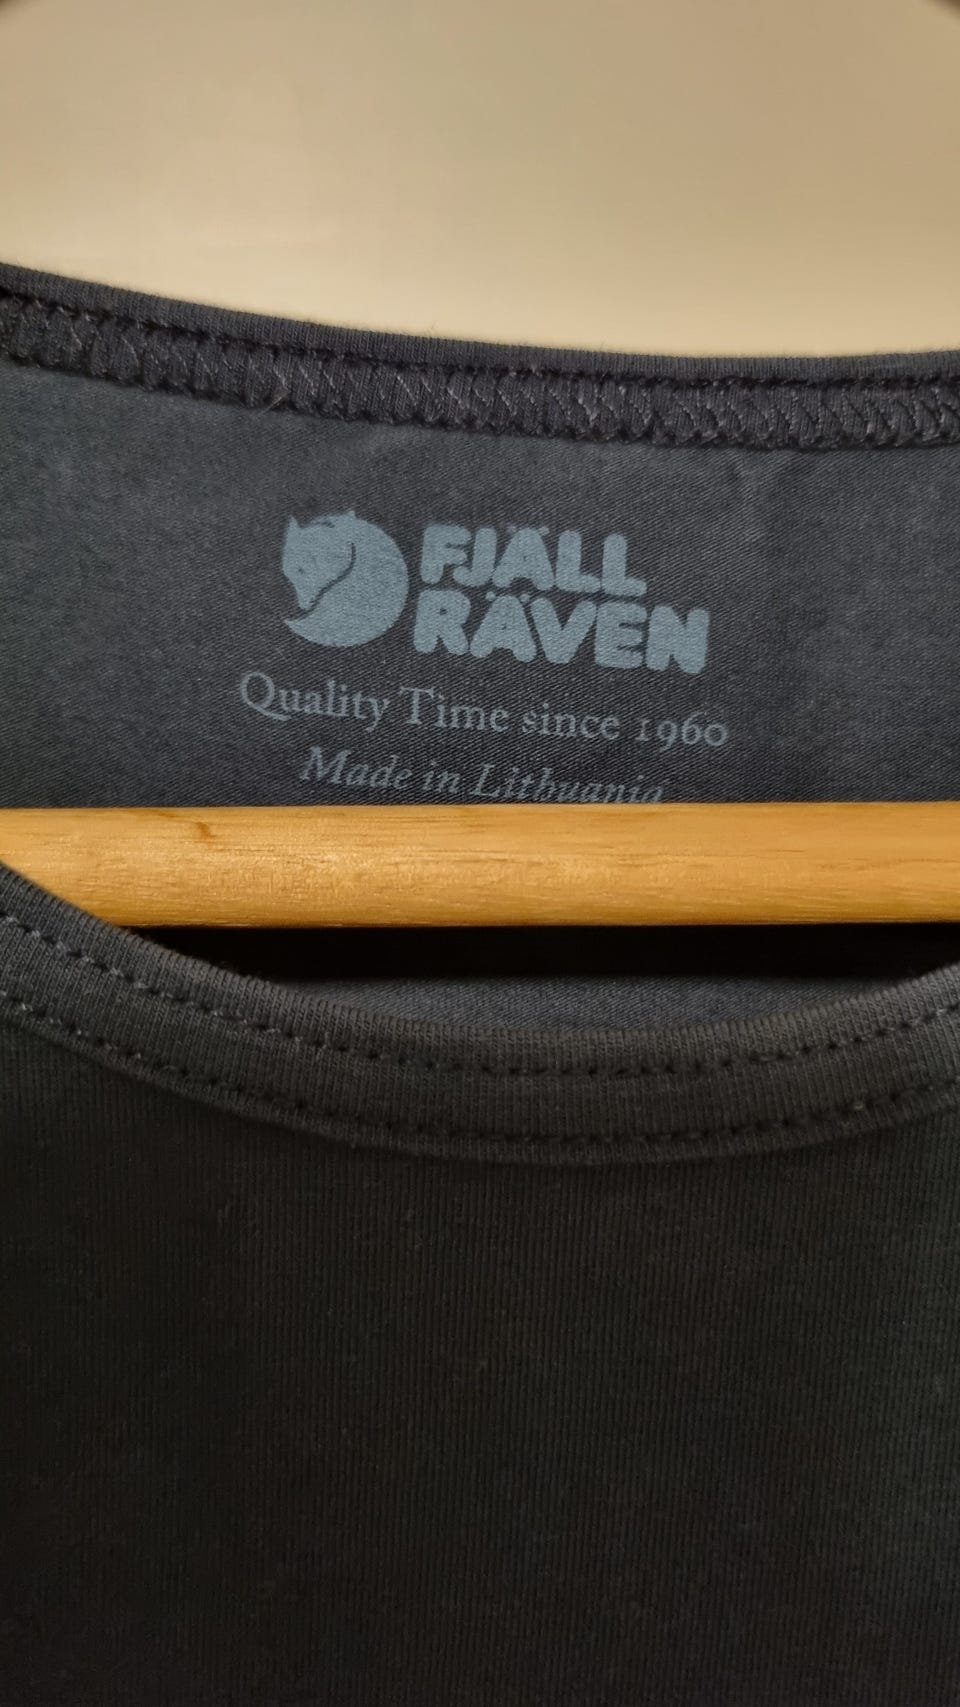 FJÄLL
RÄVEN
Quality Time since 1960
Made in Lithuania